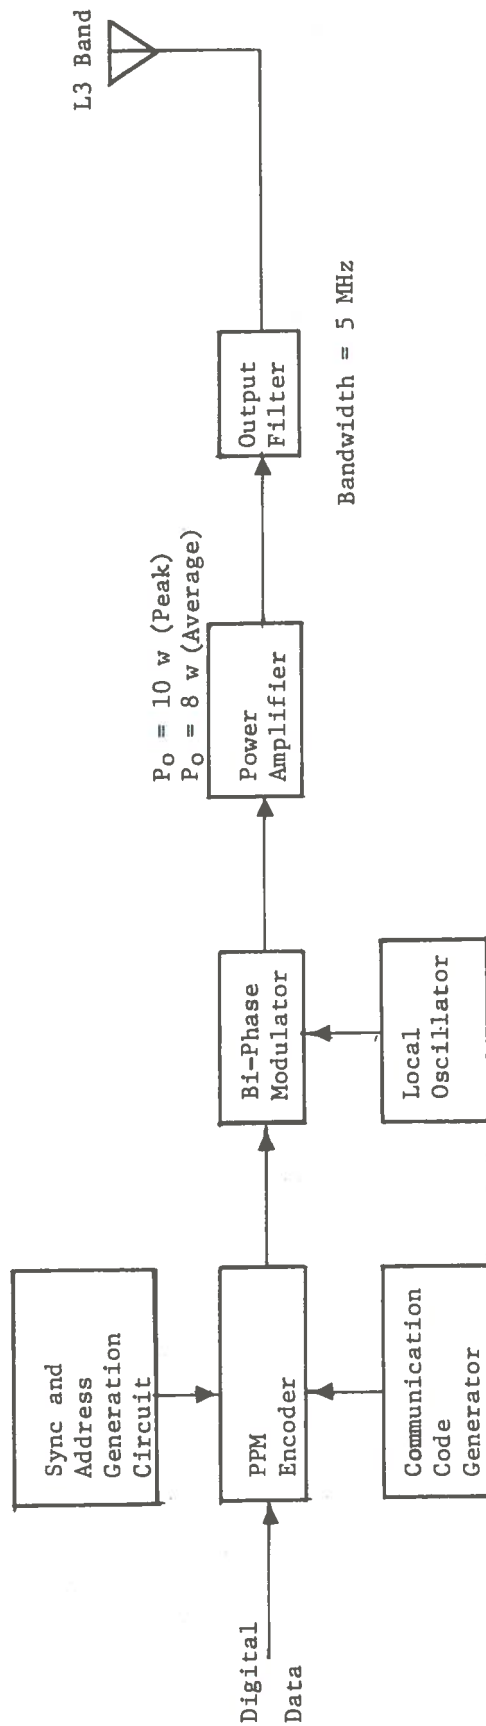 Digital
Data
Sync and
Address
Generation
Circuit
PPM
Encoder
Communication
Code
Generator
Bi-Phase
Modulator
Local
Oscillator
Po = 10 w (Peak)
Po = 8 w (Average)
Power
Amplifier
Output
Filter
Bandwidth = 5 MHz
L3 Band